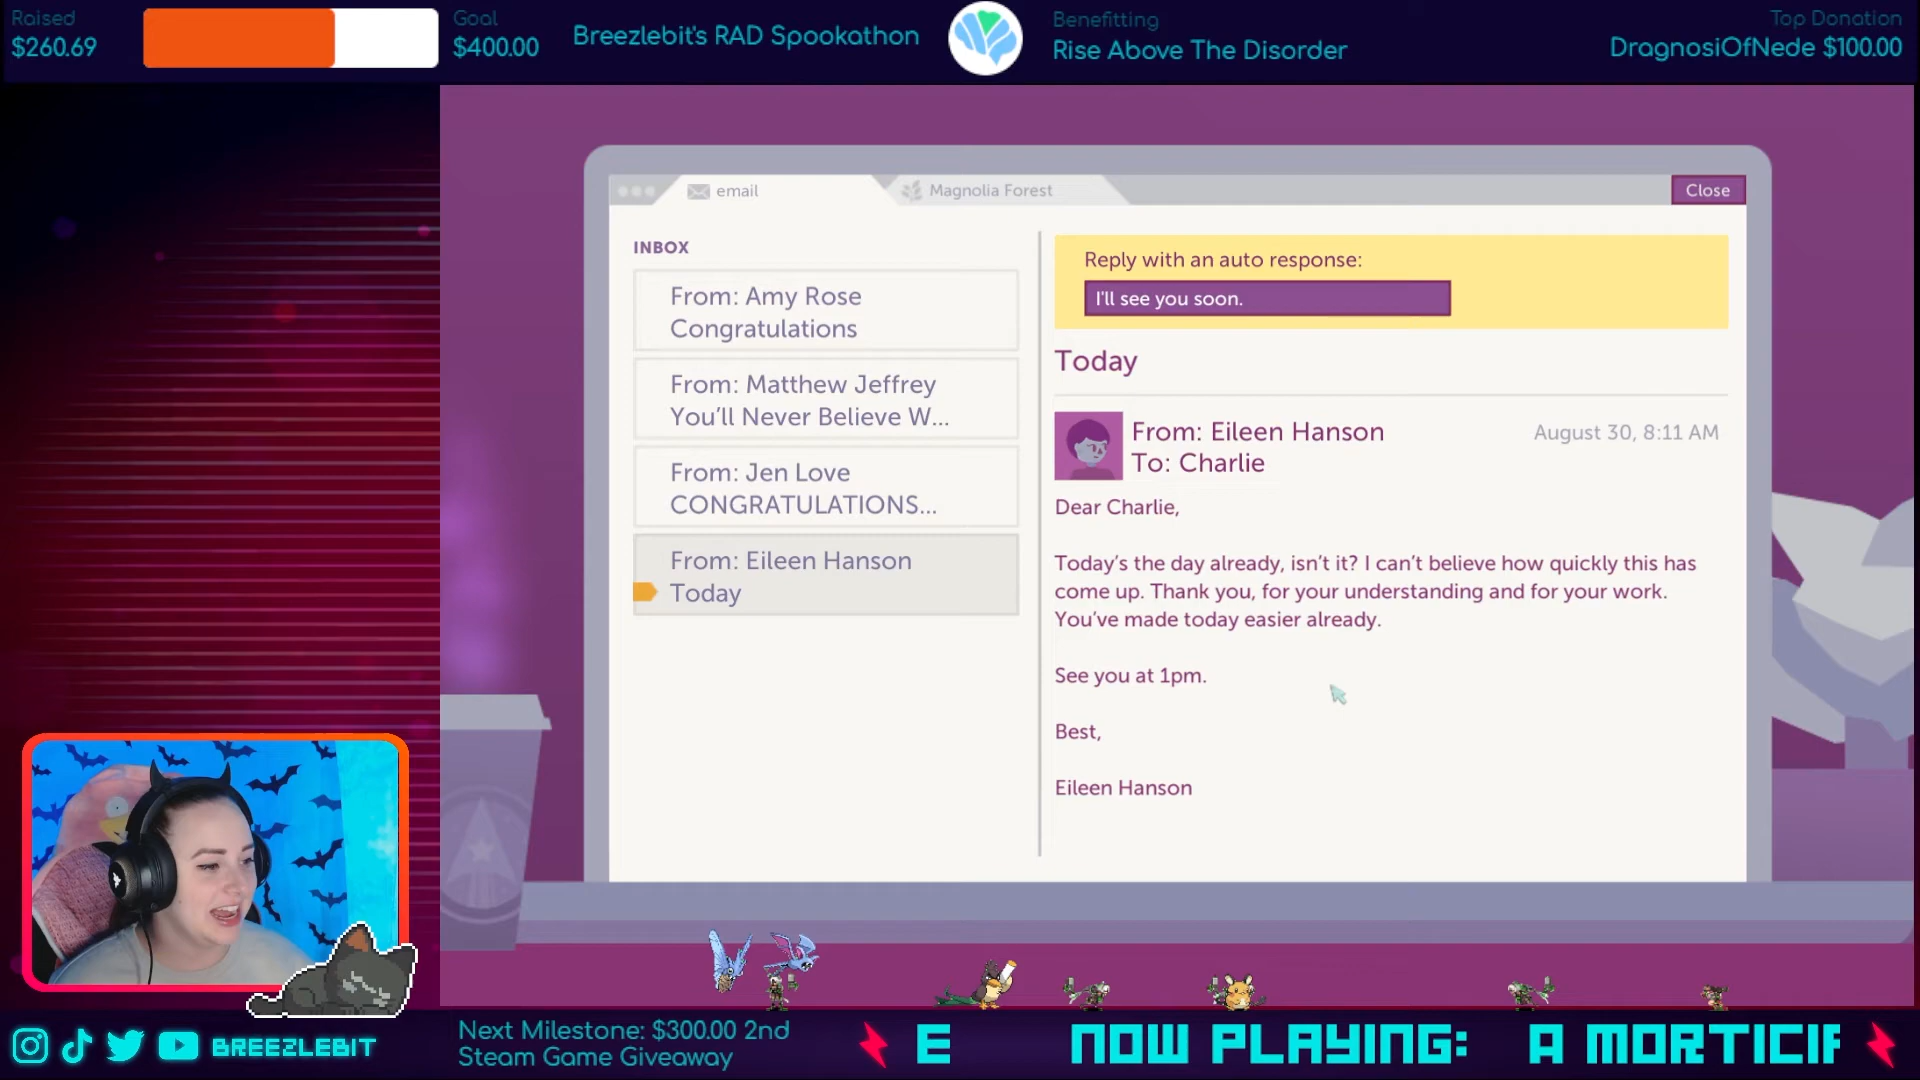 Raised
$260.69
Goal
$400.00
Breezlebit's RAD Spookathon
Benefitting
Rise Above The Disorder
Top Donation
DragnosiOfNede $100.00
email
Magnolia Forest
Close
INBOX
From: Amy Rose
Congratulations
From: Matthew Jeffrey
You'll Never Believe W...
From: Jen Love
CONGRATULATIONS...
From: Eileen Hanson
Today
Reply with an auto response:
I'll see you soon.
Today
From: Eileen Hanson
August 30, 8:11 AM
To: Charlie
Dear Charlie,
Today's the day already, isn't it? I can't believe how quickly this has
come up. Thank you, for your understanding and for your work.
You've made today easier already.
See you at 1pm.
Best,
Eileen Hanson
BREEZLEBIT
Next Milestone: $300.00 2nd
Steam Game Giveaway
E NOW PLAYING: A MORTICI